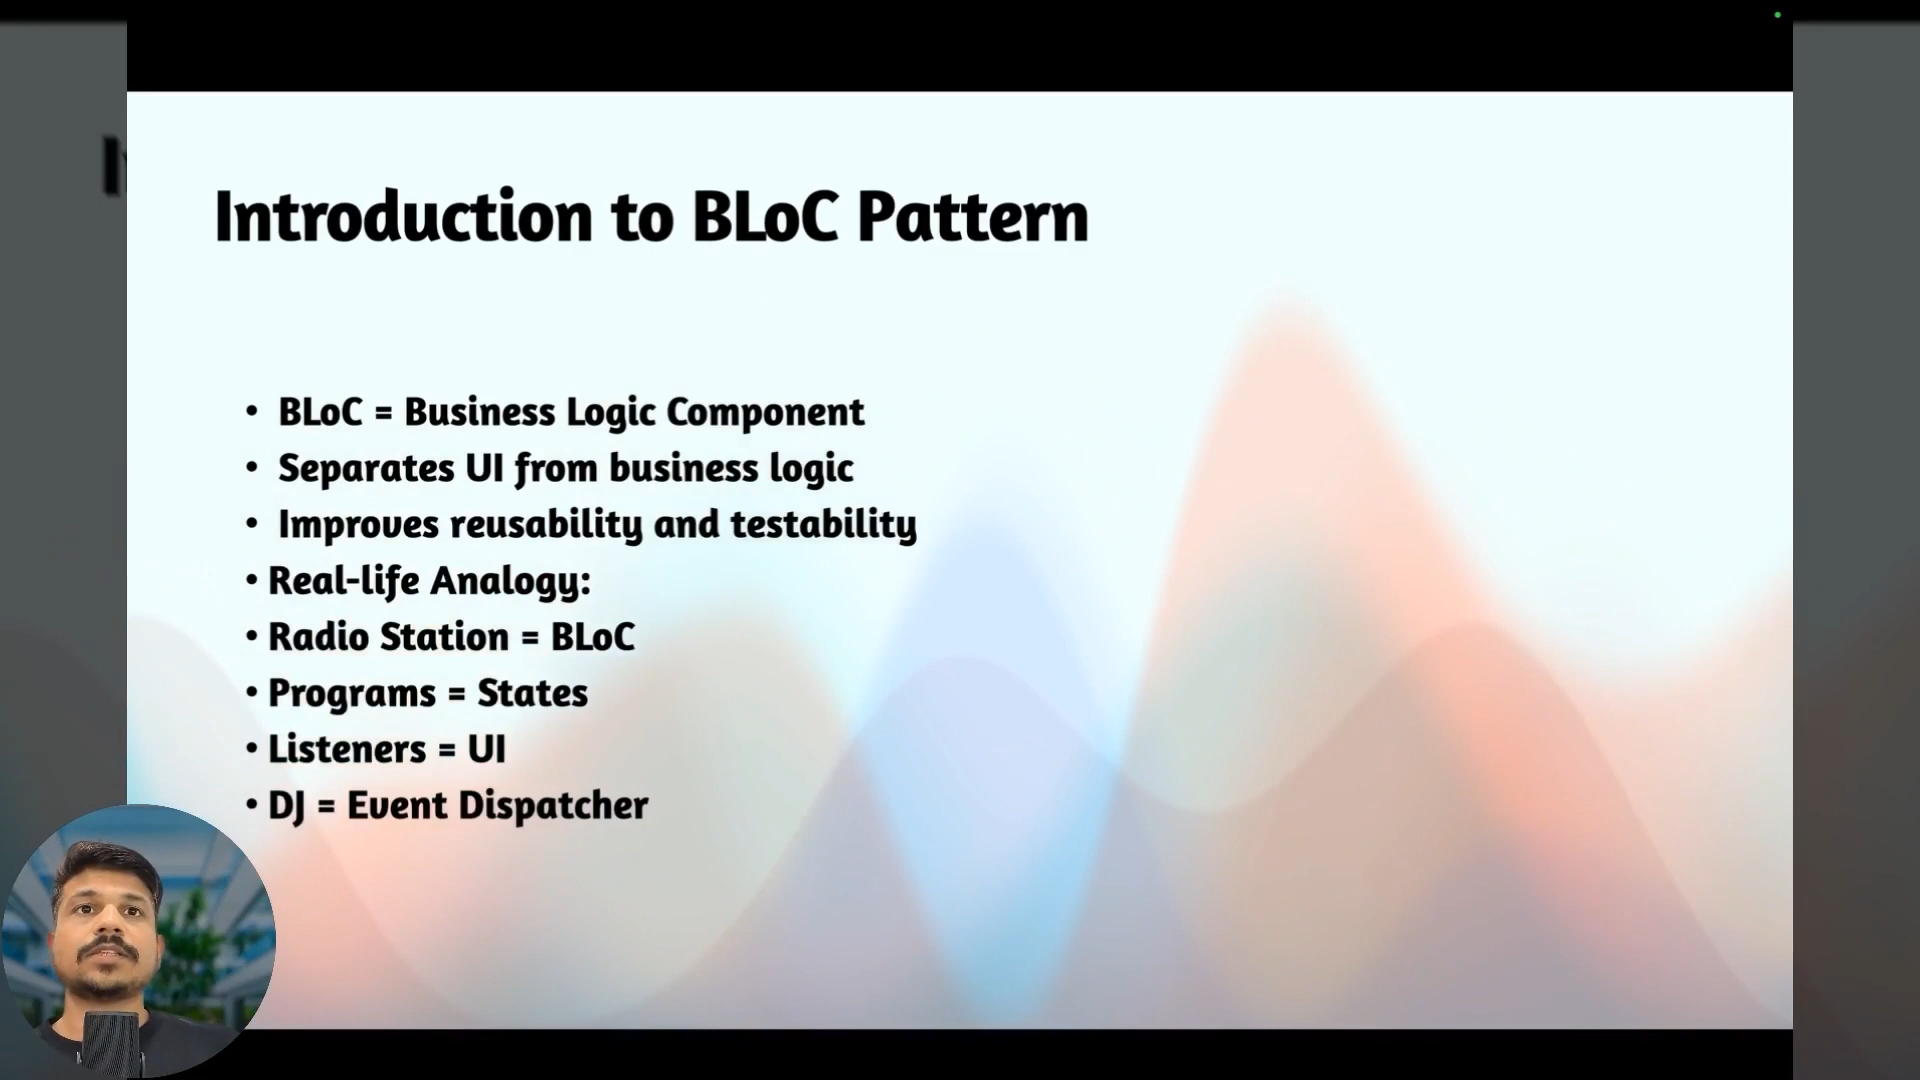 Introduction to BLoC Pattern
• BLoC = Business Logic Component
• Separates UI from business logic
• Improves reusability and testability
• Real-life Analogy:
• Radio Station = BLoC
• Programs = States
• Listeners = UI
• DJ = Event Dispatcher